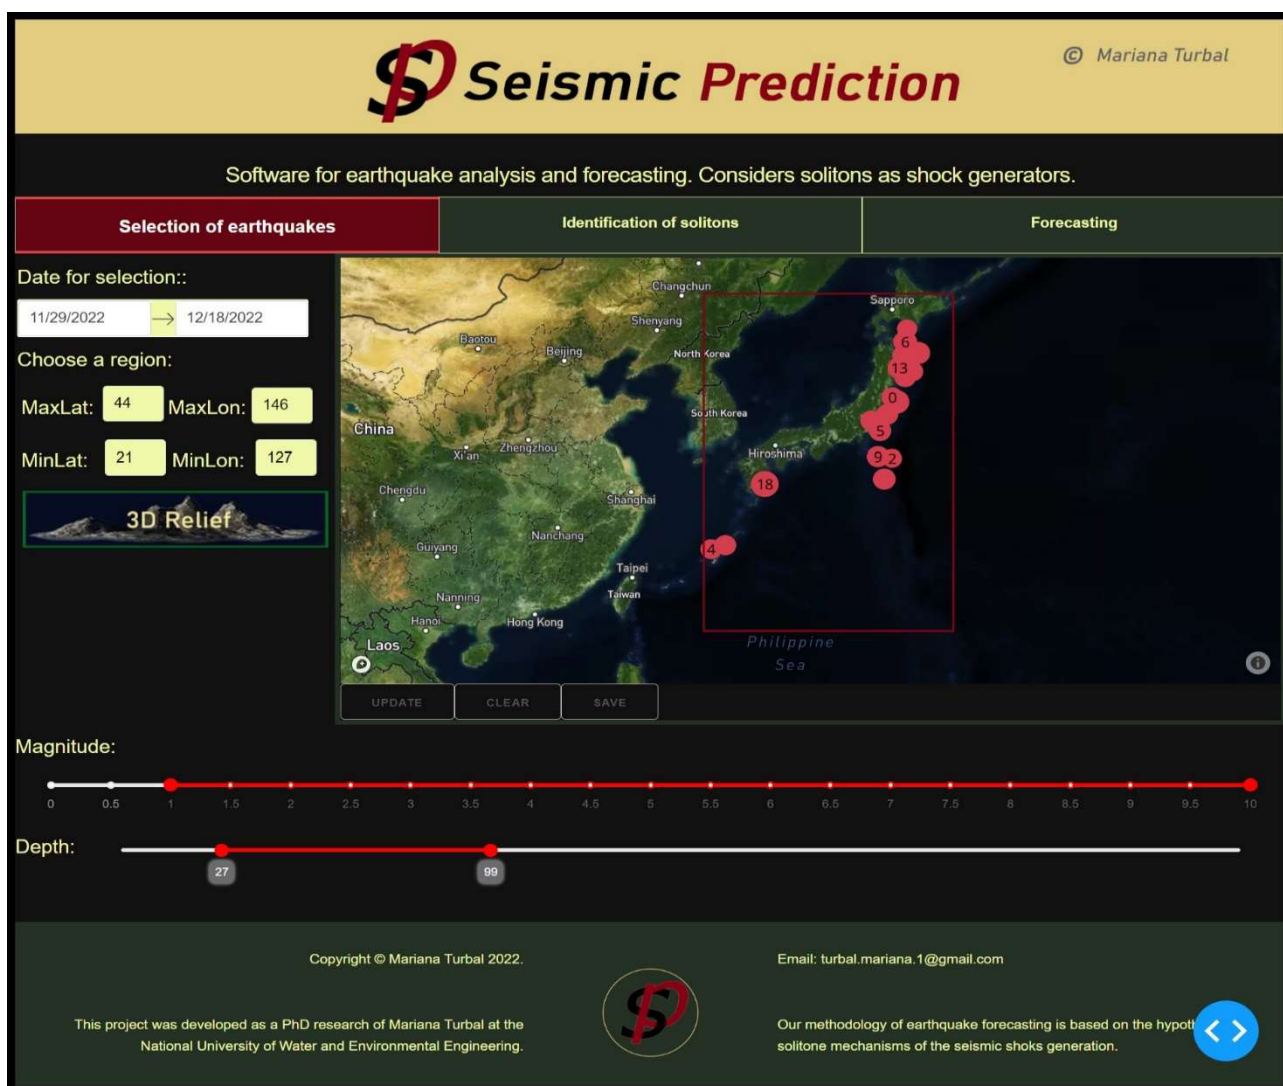 SP Seismic Prediction
© Mariana Turbal
Software for earthquake analysis and forecasting. Considers solitons as shock generators.
Selection of earthquakes
Identification of solitons
Forecasting
Date for selection::
11/29/2022 → 12/18/2022
Choose a region:
MaxLat: 44 MaxLon: 146
MinLat: 21 MinLon: 127
3D Relief
Changchun
Sapporo
Shenyang
Baotou
Beijing
North Korea
6
13
0
South Korea
China
Xi'an
Zhengzhou
Hiroshima
5
9 2
18
Chengdu
Shanghai
Nanchang
Guiyang
4
Taipei
Taiwan
Nanning
Hanoi
Hong Kong
Laos
Philippine
Sea
UPDATE
CLEAR
SAVE
Magnitude:
0 0.5 1 1.5 2 2.5 3 3.5 4 4.5 5 5.5 6 6.5 7 7.5 8 8.5 9 9.5 10
Depth:
27 99
Copyright © Mariana Turbal 2022.
This project was developed as a PhD research of Mariana Turbal at the
National University of Water and Environmental Engineering.
SP
Email: turbal.mariana.1@gmail.com
Our methodology of earthquake forecasting is based on the
solitone mechanisms of the seismic shoks generation.